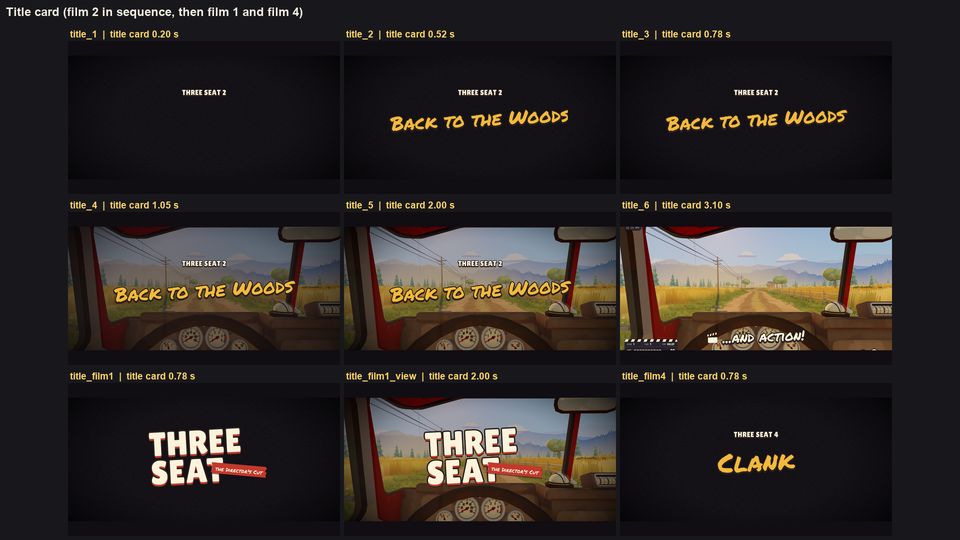 Title card (film 2 in sequence, then film 1 and film 4)
title_1 | title card 0.20 s
title_2 | title card 0.52 s
title_3 | title card 0.78 s
THREE SEAT 2
THREE SEAT 2
BACK TO THE WOODS
THREE SEAT 2
BACK TO THE WOODS
title_4 | title card 1.05 s
title_5 | title card 2.00 s
title_6 | title card 3.10 s
THREE SEAT 2
BACK TO THE WOODS
THREE SEAT 2
BACK TO THE WOODS
...AND ACTION!
title_film1 | title card 0.78 s
title_film1_view | title card 2.00 s
title_film4 | title card 0.78 s
THREE
SEAT
THE DIRECTOR'S CUT
THREE
SEAT
THE DIRECTOR'S CUT
THREE SEAT 4
CLANK